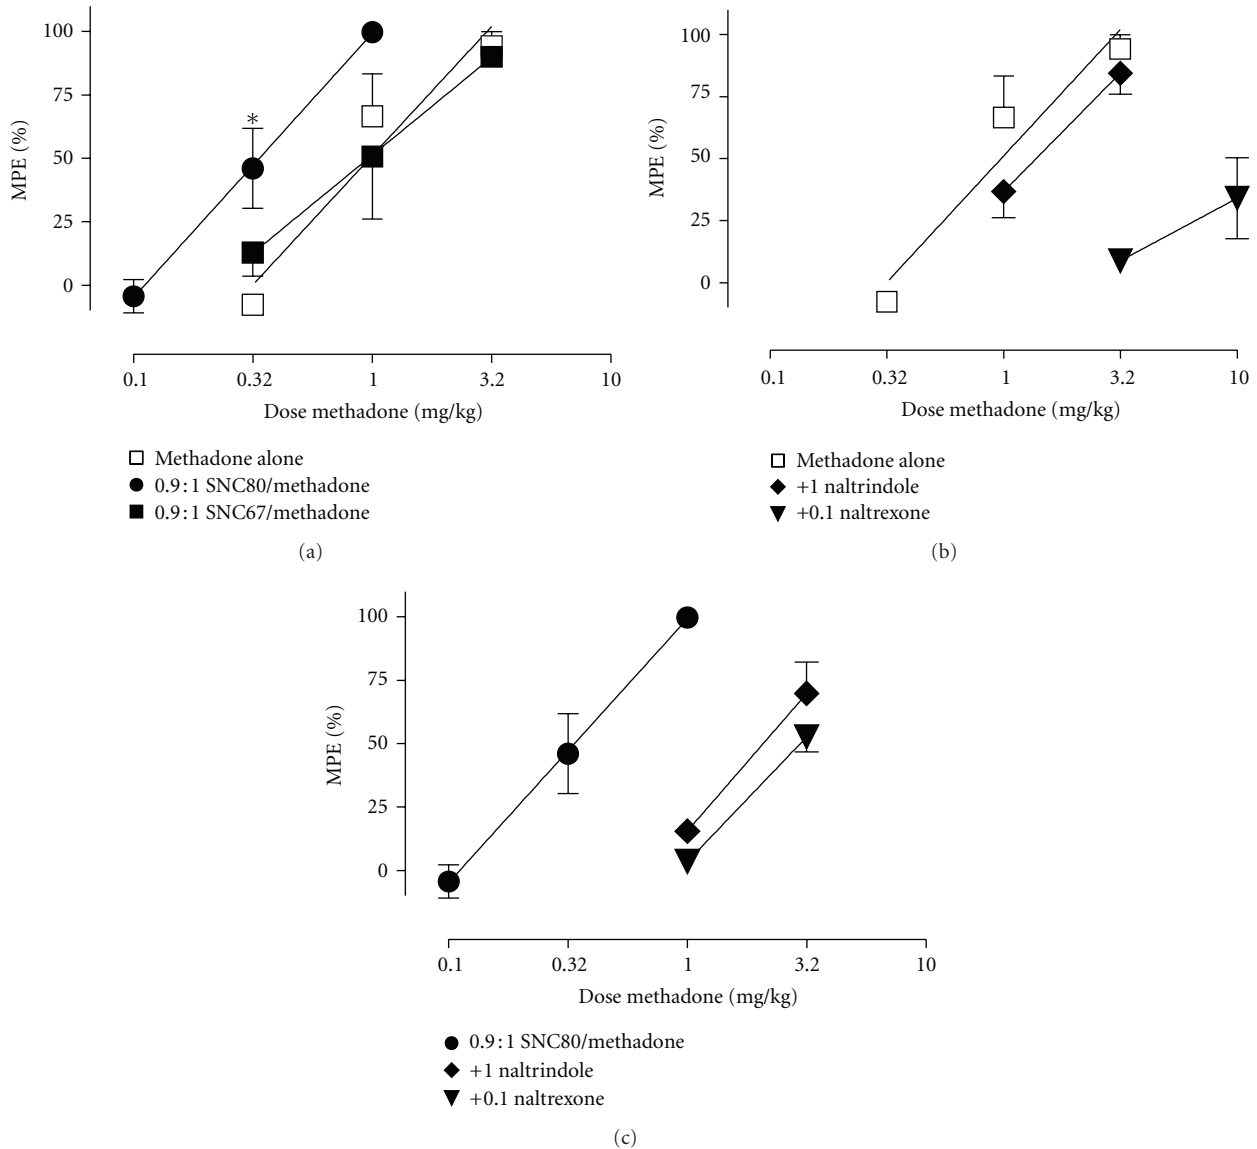 100
75
50
25
0
MPE (%)
*
0.1 0.32 1 3.2 10
Dose methadone (mg/kg)
Methadone alone
0.9:1 SNC80/methadone
0.9:1 SNC67/methadone
(a)
100
75
50
25
0
MPE (%)
0.1 0.32 1 3.2 10
Dose methadone (mg/kg)
Methadone alone
+1 naltrindole
+0.1 naltrexone
(b)
100
75
50
25
0
MPE (%)
0.1 0.32 1 3.2 10
Dose methadone (mg/kg)
0.9:1 SNC80/methadone
+1 naltrindole
+0.1 naltrexone
(c)